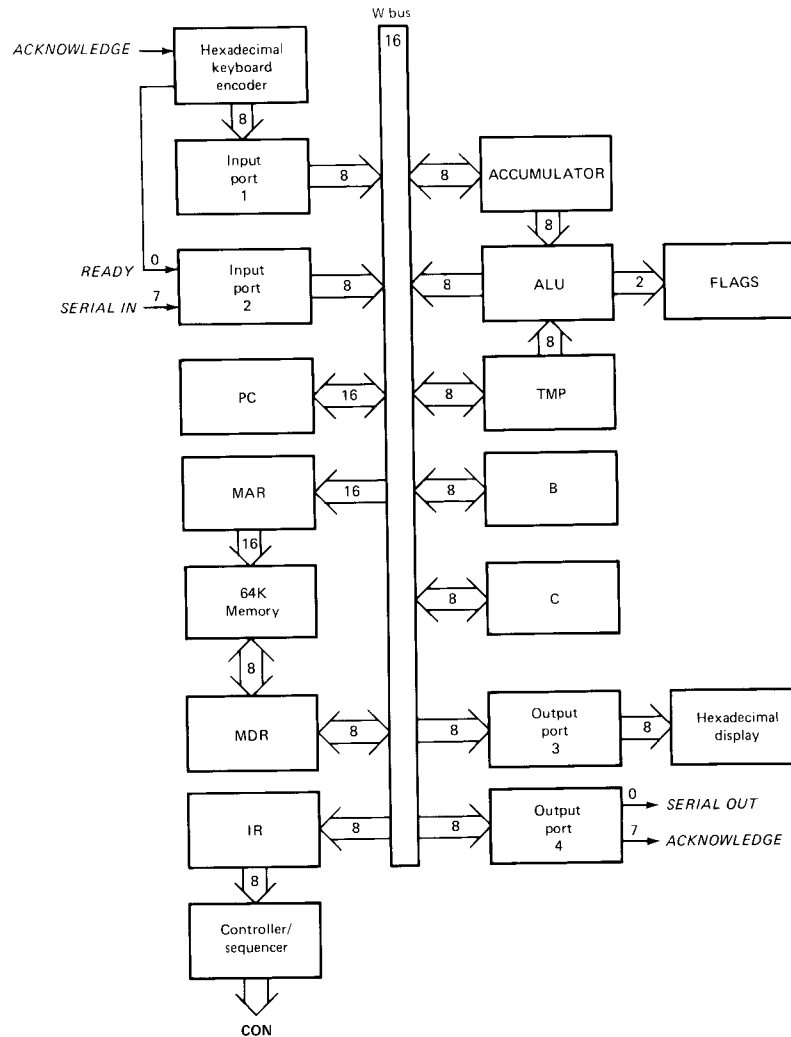 W bus
16
ACKNOWLEDGE
Hexadecimal
keyboard
encoder
8
Input
port
1
8
8
ACCUMULATOR
8
READY
0
SERIAL IN
7
Input
port
2
8
8
ALU
2
FLAGS
8
PC
16
8
TMP
MAR
16
8
B
16
64K
Memory
8
C
8
MDR
8
8
Output
port
3
8
Hexadecimal
display
IR
8
8
Output
port
4
0
SERIAL OUT
7
ACKNOWLEDGE
8
Controller/
sequencer
CON